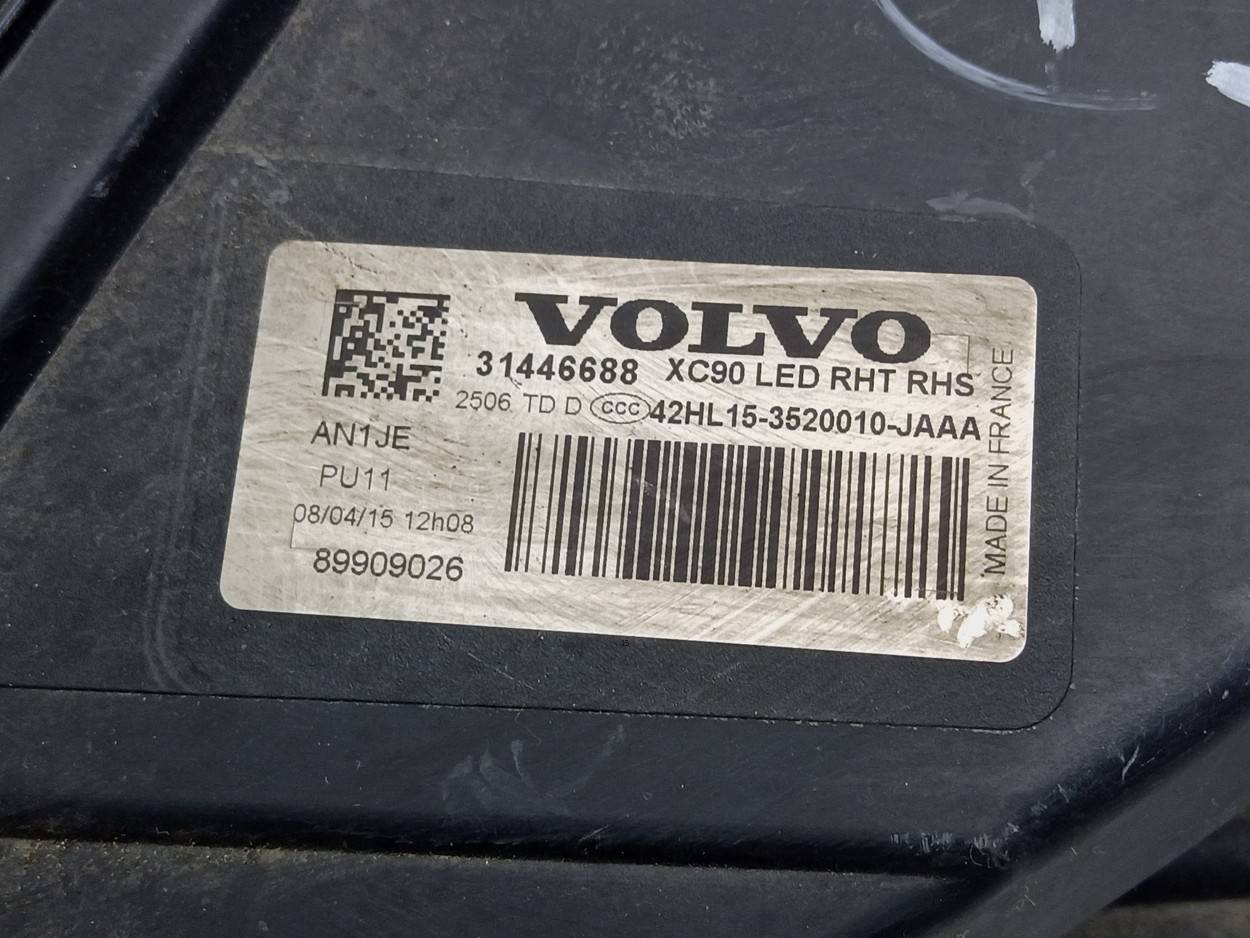 VOLVO
31446688 XC90 LED RHT RHS
2506 TD D CCC 42HL15-3520010-JAAA
AN1JE
PU11
08/04/15 12h08
89909026
MADE IN FRANCE